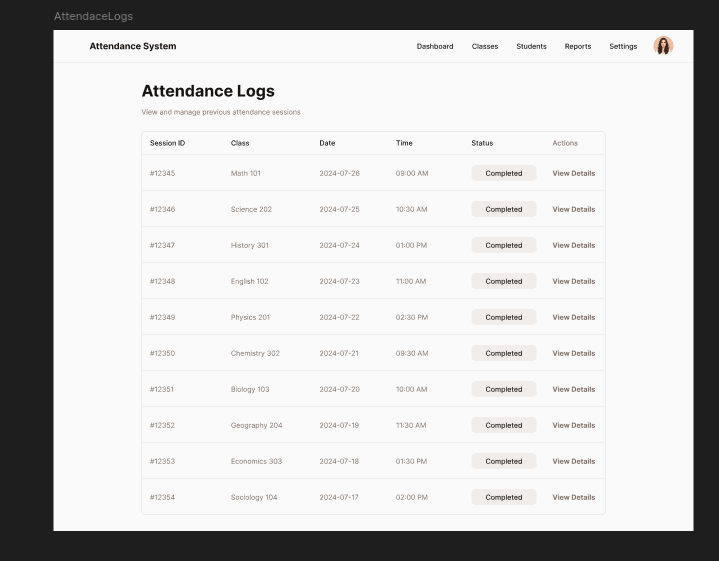 AttendaceLogs
Attendance System Dashboard Classes Students Reports Settings
Attendance Logs
View and manage previous attendance sessions
Session ID Class Date Time Status Actions
#12345 Math 101 2024-07-26 09:00 AM Completed View Details
#12346 Science 202 2024-07-25 10:30 AM Completed View Details
#12347 History 301 2024-07-24 01:00 PM Completed View Details
#12348 English 102 2024-07-23 11:00 AM Completed View Details
#12349 Physics 201 2024-07-22 02:30 PM Completed View Details
#12350 Chemistry 302 2024-07-21 09:30 AM Completed View Details
#12351 Biology 103 2024-07-20 10:00 AM Completed View Details
#12352 Geography 204 2024-07-19 11:30 AM Completed View Details
#12353 Economics 303 2024-07-18 01:30 PM Completed View Details
#12354 Sociology 104 2024-07-17 02:00 PM Completed View Details